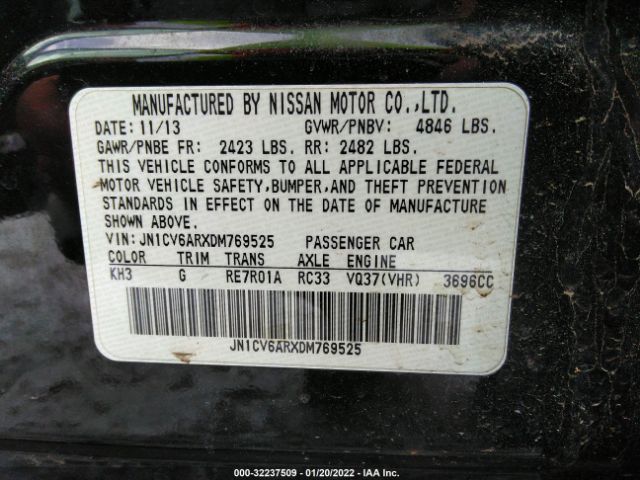 MANUFACTURED BY NISSAN MOTOR CO.,LTD.
DATE: 11/13 GVWR/PNBV: 4846 LBS.
GAWR/PNBE FR: 2423 LBS. RR: 2482 LBS.
THIS VEHICLE CONFORMS TO ALL APPLICABLE FEDERAL
MOTOR VEHICLE SAFETY,BUMPER,AND THEFT PREVENTION
STANDARDS IN EFFECT ON THE DATE OF MANUFACTURE
SHOWN ABOVE.
VIN: JN1CV6ARXDM769525 PASSENGER CAR
COLOR TRIM TRANS AXLE ENGINE
KH3 G RE7R01A RC33 VQ37(VHR) 3696CC
JN1CV6ARXDM769525
000-32237509 - 01/20/2022 - IAA Inc.